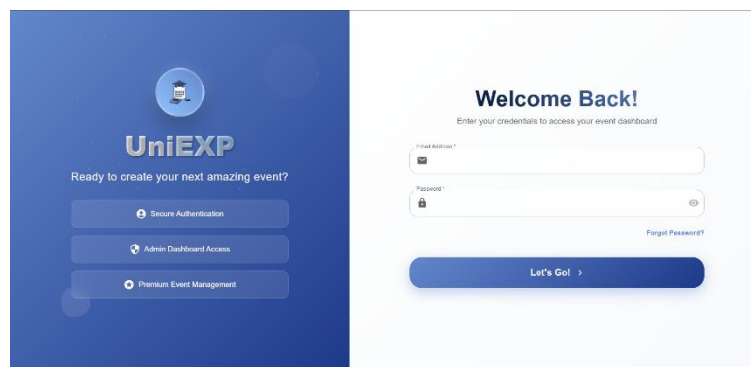 UniEXP
Ready to create your next amazing event?
Secure Authentication
Admin Dashboard Access
Premium Event Management
Welcome Back!
Enter your credentials to access your event dashboard
Email Address *
Password *
Forgot Password?
Let's Go! >